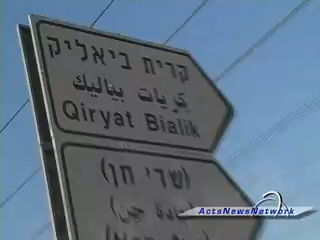 קרית ביאליק
كريات بياليك
Qiryat Bialik
(שדי חן)
ActsNewsNetwork